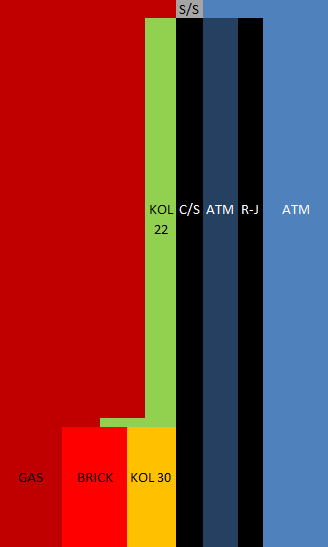 S/S
KOL C/S ATM R-J ATM
22
GAS BRICK KOL 30